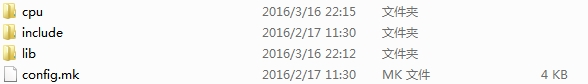 cpu 2016/3/16 22:15 文件夹
include 2016/2/17 11:30 文件夹
lib 2016/3/16 22:12 文件夹
config.mk 2016/2/17 11:30 MK 文件 4 KB